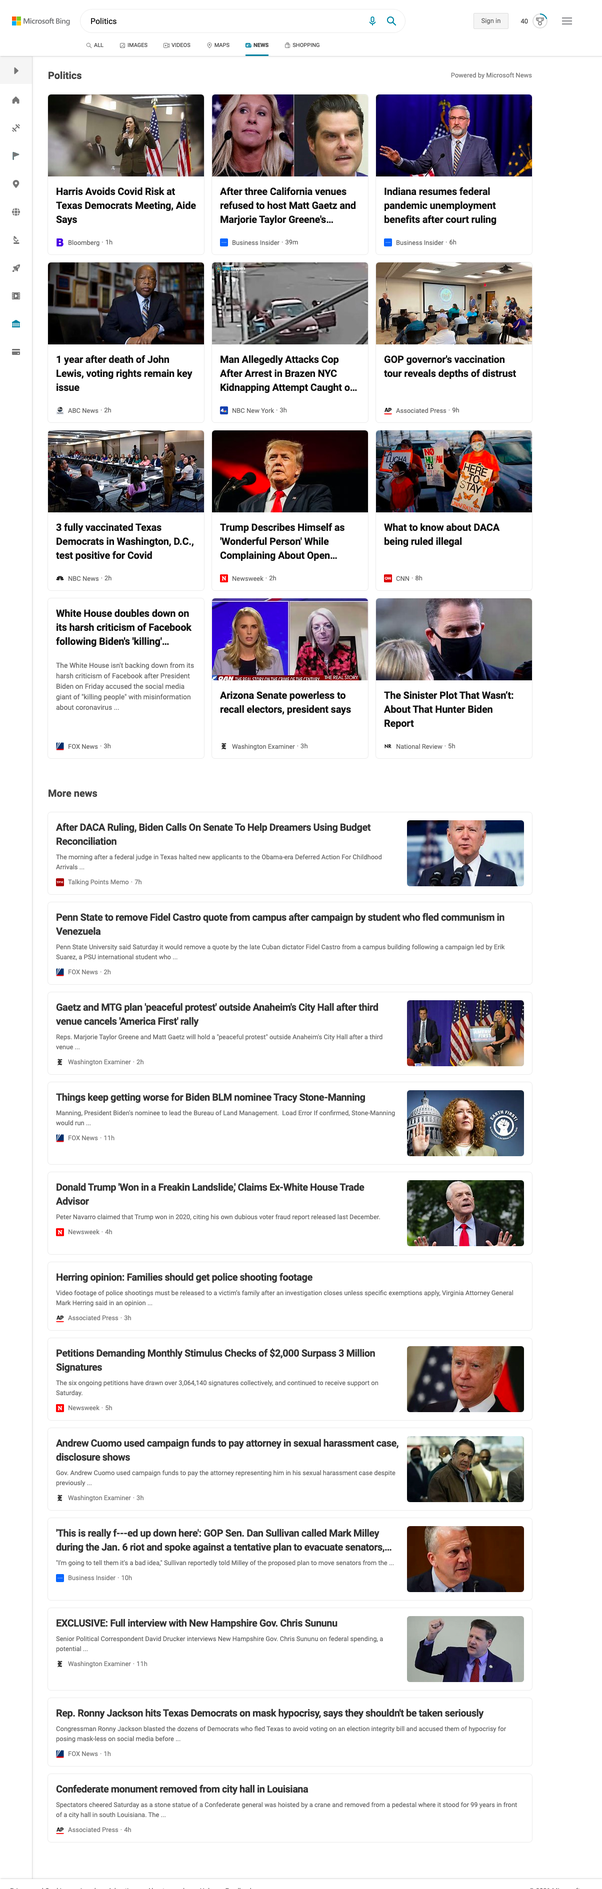 Microsoft Bing
Politics
Sign in
40
ALL
IMAGES
VIDEOS
MAPS
NEWS
SHOPPING
Politics
Powered by Microsoft News
Harris Avoids Covid Risk at
Texas Democrats Meeting, Aide
Says
Bloomberg · 1h
After three California venues
refused to host Matt Gaetz and
Marjorie Taylor Greene's...
Business Insider · 39m
Indiana resumes federal
pandemic unemployment
benefits after court ruling
Business Insider · 6h
1 year after death of John
Lewis, voting rights remain key
issue
ABC News · 2h
Man Allegedly Attacks Cop
After Arrest in Brazen NYC
Kidnapping Attempt Caught o...
NBC New York · 3h
GOP governor's vaccination
tour reveals depths of distrust
AP Associated Press · 9h
3 fully vaccinated Texas
Democrats in Washington, D.C.,
test positive for Covid
NBC News · 2h
Trump Describes Himself as
'Wonderful Person' While
Complaining About Open...
N Newsweek · 2h
HERE
TO
STAY!
What to know about DACA
being ruled illegal
CNN · 8h
White House doubles down on
its harsh criticism of Facebook
following Biden's 'killing'...
The White House isn't backing down from its
harsh criticism of Facebook after President
Biden on Friday accused the social media
giant of "killing people" with misinformation
about coronavirus ...
FOX News · 3h
Arizona Senate powerless to
recall electors, president says
Washington Examiner · 3h
The Sinister Plot That Wasn't:
About That Hunter Biden
Report
NR National Review · 5h
More news
After DACA Ruling, Biden Calls On Senate To Help Dreamers Using Budget
Reconciliation
The morning after a federal judge in Texas halted new applicants to the Obama-era Deferred Action For Childhood
Arrivals ...
Talking Points Memo · 7h
Penn State to remove Fidel Castro quote from campus after campaign by student who fled communism in
Venezuela
Penn State University said Saturday it would remove a quote by the late Cuban dictator Fidel Castro from a campus building following a campaign led by Erik
Suarez, a PSU international student who ...
FOX News · 2h
Gaetz and MTG plan 'peaceful protest' outside Anaheim's City Hall after third
venue cancels 'America First' rally
Reps. Marjorie Taylor Greene and Matt Gaetz will hold a "peaceful protest" outside Anaheim's City Hall after a third
venue ...
Washington Examiner · 2h
Things keep getting worse for Biden BLM nominee Tracy Stone-Manning
Manning, President Biden's nominee to lead the Bureau of Land Management. Load Error If confirmed, Stone-Manning
would run ...
FOX News · 11h
EARTH FIRST!
Donald Trump 'Won in a Freakin Landslide,' Claims Ex-White House Trade
Advisor
Peter Navarro claimed that Trump won in 2020, citing his own dubious voter fraud report released last December.
N Newsweek · 4h
Herring opinion: Families should get police shooting footage
Video footage of police shootings must be released to a victim's family after an investigation closes unless specific exemptions apply, Virginia Attorney General
Mark Herring said in an opinion ...
AP Associated Press · 3h
Petitions Demanding Monthly Stimulus Checks of $2,000 Surpass 3 Million
Signatures
The six ongoing petitions have drawn over 3,064,140 signatures collectively, and continued to receive support on
Saturday.
N Newsweek · 5h
Andrew Cuomo used campaign funds to pay attorney in sexual harassment case,
disclosure shows
Gov. Andrew Cuomo used campaign funds to pay the attorney representing him in his sexual harassment case despite
previously ...
Washington Examiner · 3h
'This is really f---ed up down here': GOP Sen. Dan Sullivan called Mark Milley
during the Jan. 6 riot and spoke against a tentative plan to evacuate senators,...
"I'm going to tell them it's a bad idea," Sullivan reportedly told Milley of the proposed plan to move senators from the ...
Business Insider · 10h
EXCLUSIVE: Full interview with New Hampshire Gov. Chris Sununu
Senior Political Correspondent David Drucker interviews New Hampshire Gov. Chris Sununu on federal spending, a
potential ...
Washington Examiner · 11h
Rep. Ronny Jackson hits Texas Democrats on mask hypocrisy, says they shouldn't be taken seriously
Congressman Ronny Jackson blasted the dozens of Democrats who fled Texas to avoid voting on an election integrity bill and accused them of hypocrisy for
posing mask-less on social media before ...
FOX News · 1h
Confederate monument removed from city hall in Louisiana
Spectators cheered Saturday as a stone statue of a Confederate general was hoisted by a crane and removed from a pedestal where it stood for 99 years in front
of a city hall in south Louisiana. The ...
AP Associated Press · 4h